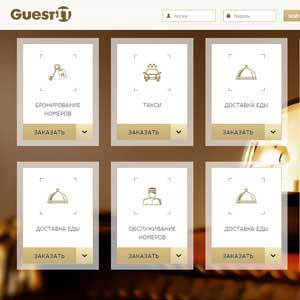 Guest11
Логин
Пароль
БРОНИРОВАНИЕ
НОМЕРОВ
ТАКСИ
ДОСТАВКА ЕДЫ
ЗАКАЗАТЬ
ЗАКАЗАТЬ
ЗАКАЗАТЬ
ДОСТАВКА ЕДЫ
ОБСЛУЖИВАНИЕ
НОМЕРОВ
ДОСТАВКА ЕДЫ
ЗАКАЗАТЬ
ЗАКАЗАТЬ
ЗАКАЗАТЬ